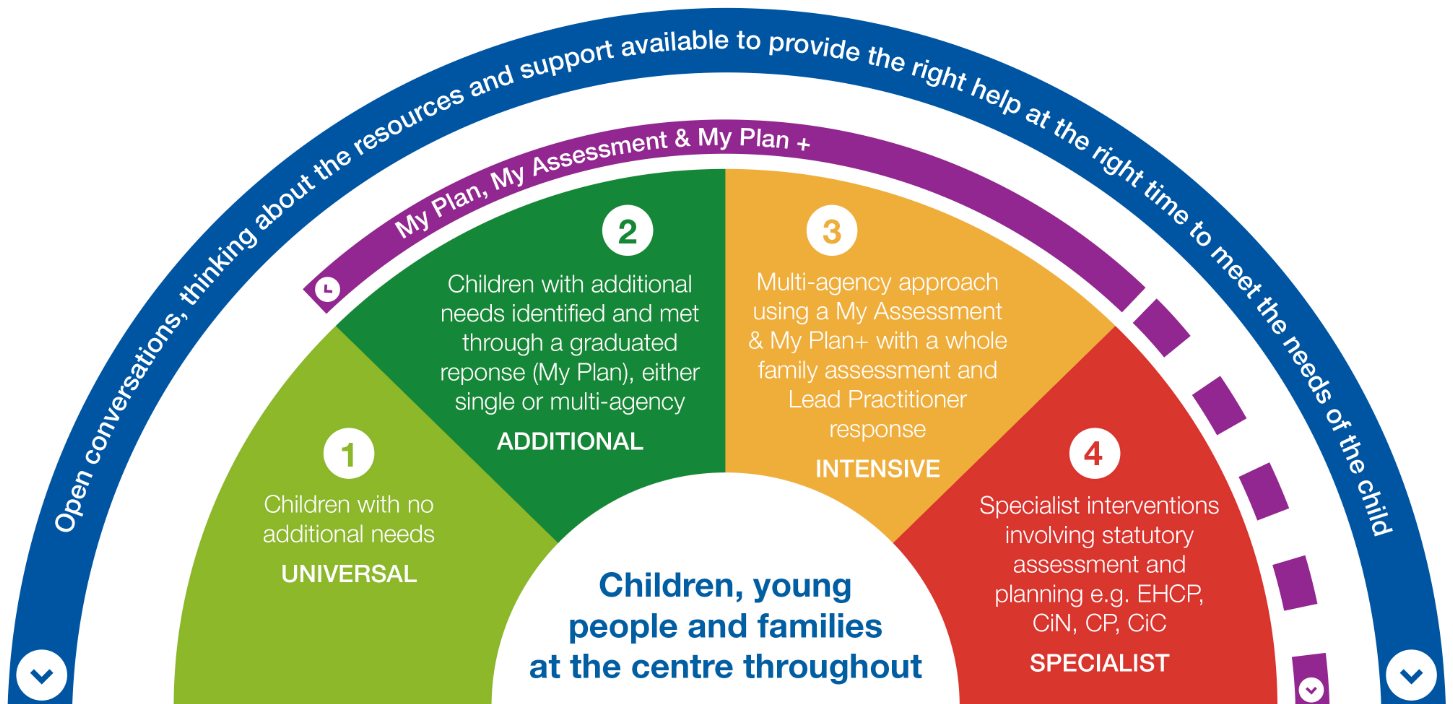 Open conversations, thinking about the resources and support available to provide the right help at the right time to meet the needs of the child
My Plan, My Assessment & My Plan +
1
Children with no
additional needs
UNIVERSAL
2
Children with additional
needs identified and met
through a graduated
reponse (My Plan), either
single or multi-agency
ADDITIONAL
3
Multi-agency approach
using a My Assessment
& My Plan+ with a whole
family assessment and
Lead Practitioner
response
INTENSIVE
4
Specialist interventions
involving statutory
assessment and
planning e.g. EHCP,
CiN, CP, CiC
SPECIALIST
Children, young
people and families
at the centre throughout